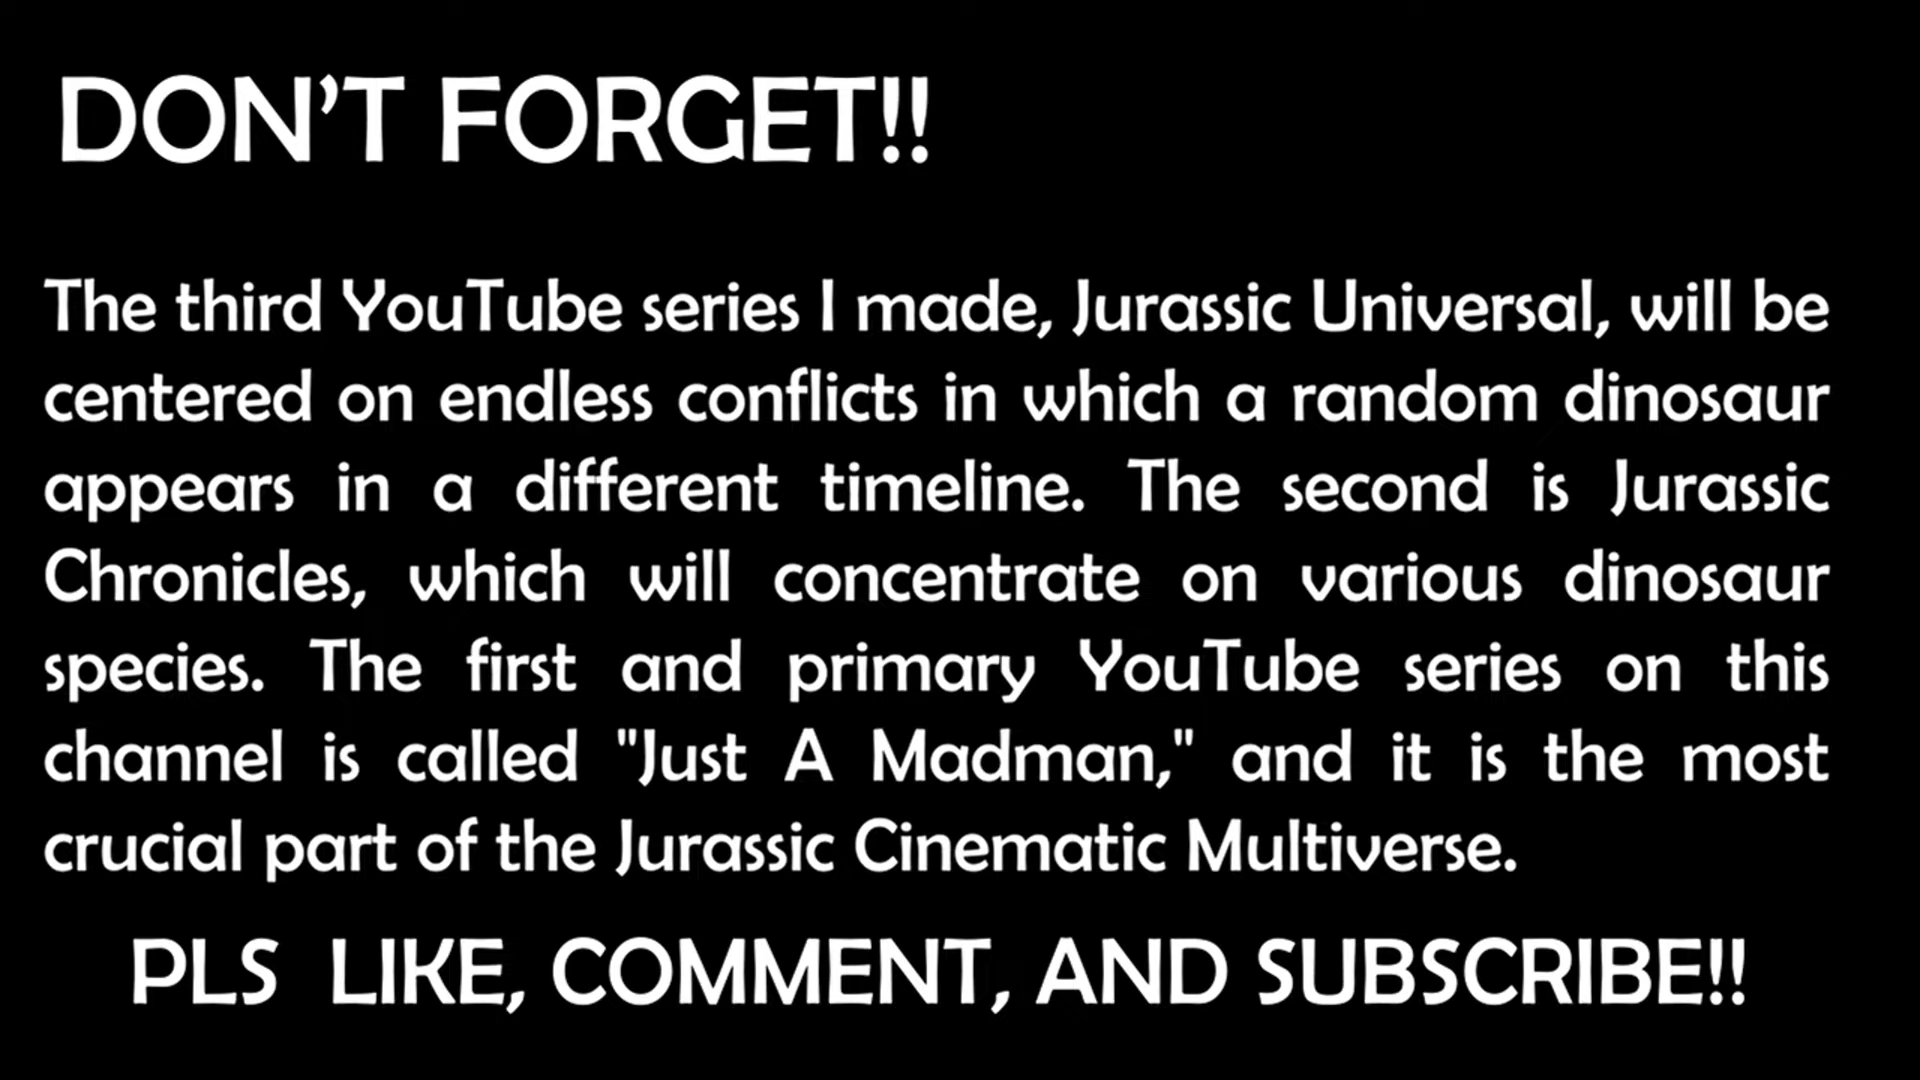 DON’T FORGET!!
The third YouTube series I made, Jurassic Universal, will be
centered on endless conflicts in which a random dinosaur
appears in a different timeline. The second is Jurassic
Chronicles, which will concentrate on various dinosaur
species. The first and primary YouTube series on this
channel is called "Just A Madman," and it is the most
crucial part of the Jurassic Cinematic Multiverse.
PLS LIKE, COMMENT, AND SUBSCRIBE!!